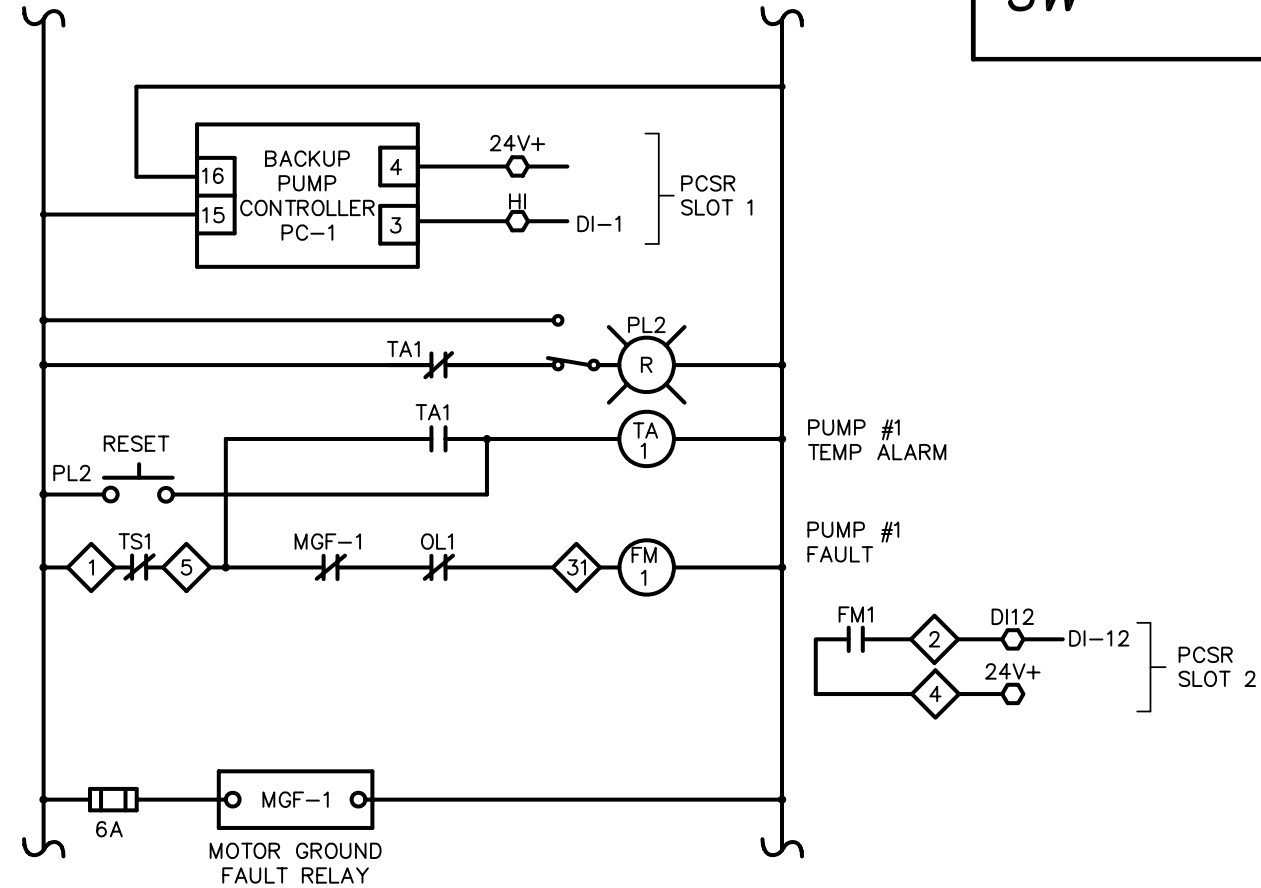 SW
BACKUP
PUMP
CONTROLLER
PC-1
16
15
4
3
24V+
HI
DI-1
PCSR
SLOT 1
TA1
PL2
R
TA1
TA
1
PUMP #1
TEMP ALARM
RESET
PL2
1
TS1
5
MGF-1
OL1
31
FM
1
PUMP #1
FAULT
FM1
2
DI12
DI-12
4
24V+
PCSR
SLOT 2
6A
MGF-1
MOTOR GROUND
FAULT RELAY